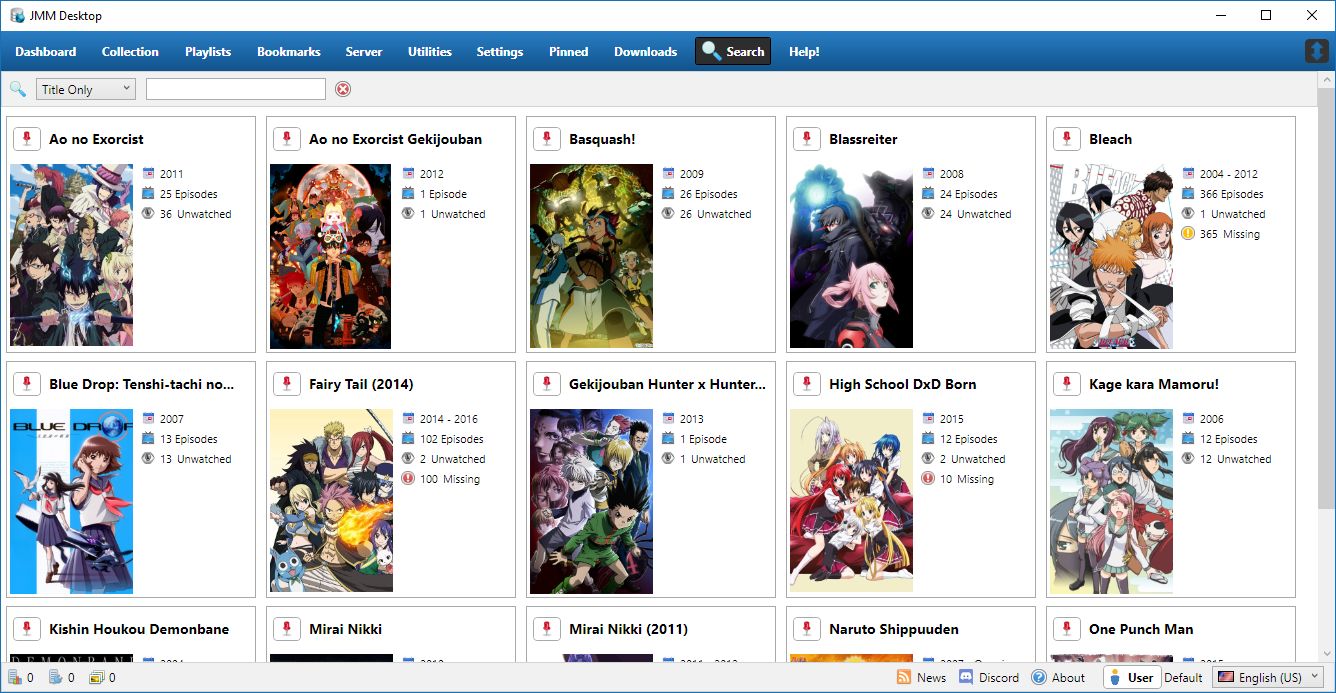 JMM Desktop
Dashboard Collection Playlists Bookmarks Server Utilities Settings Pinned Downloads Search Help!
Title Only
Ao no Exorcist
2011
25 Episodes
36 Unwatched
Ao no Exorcist Gekijouban
2012
1 Episode
1 Unwatched
Basquash!
2009
26 Episodes
26 Unwatched
Blassreiter
2008
24 Episodes
24 Unwatched
Bleach
BLEACH
2004 - 2012
366 Episodes
1 Unwatched
365 Missing
Blue Drop: Tenshi-tachi no...
BLUE DROP
2007
13 Episodes
13 Unwatched
Fairy Tail (2014)
2014 - 2016
102 Episodes
2 Unwatched
100 Missing
Gekijouban Hunter x Hunter...
2013
1 Episode
1 Unwatched
High School DxD Born
2015
12 Episodes
2 Unwatched
10 Missing
Kage kara Mamoru!
2006
12 Episodes
12 Unwatched
Kishin Houkou Demonbane
Mirai Nikki
Mirai Nikki (2011)
Naruto Shippuuden
One Punch Man
0 0 0 News Discord About User Default English (US)